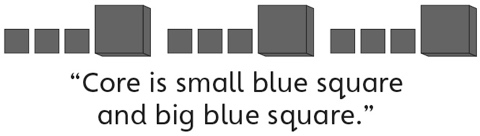 “Core is small blue square
and big blue square.”